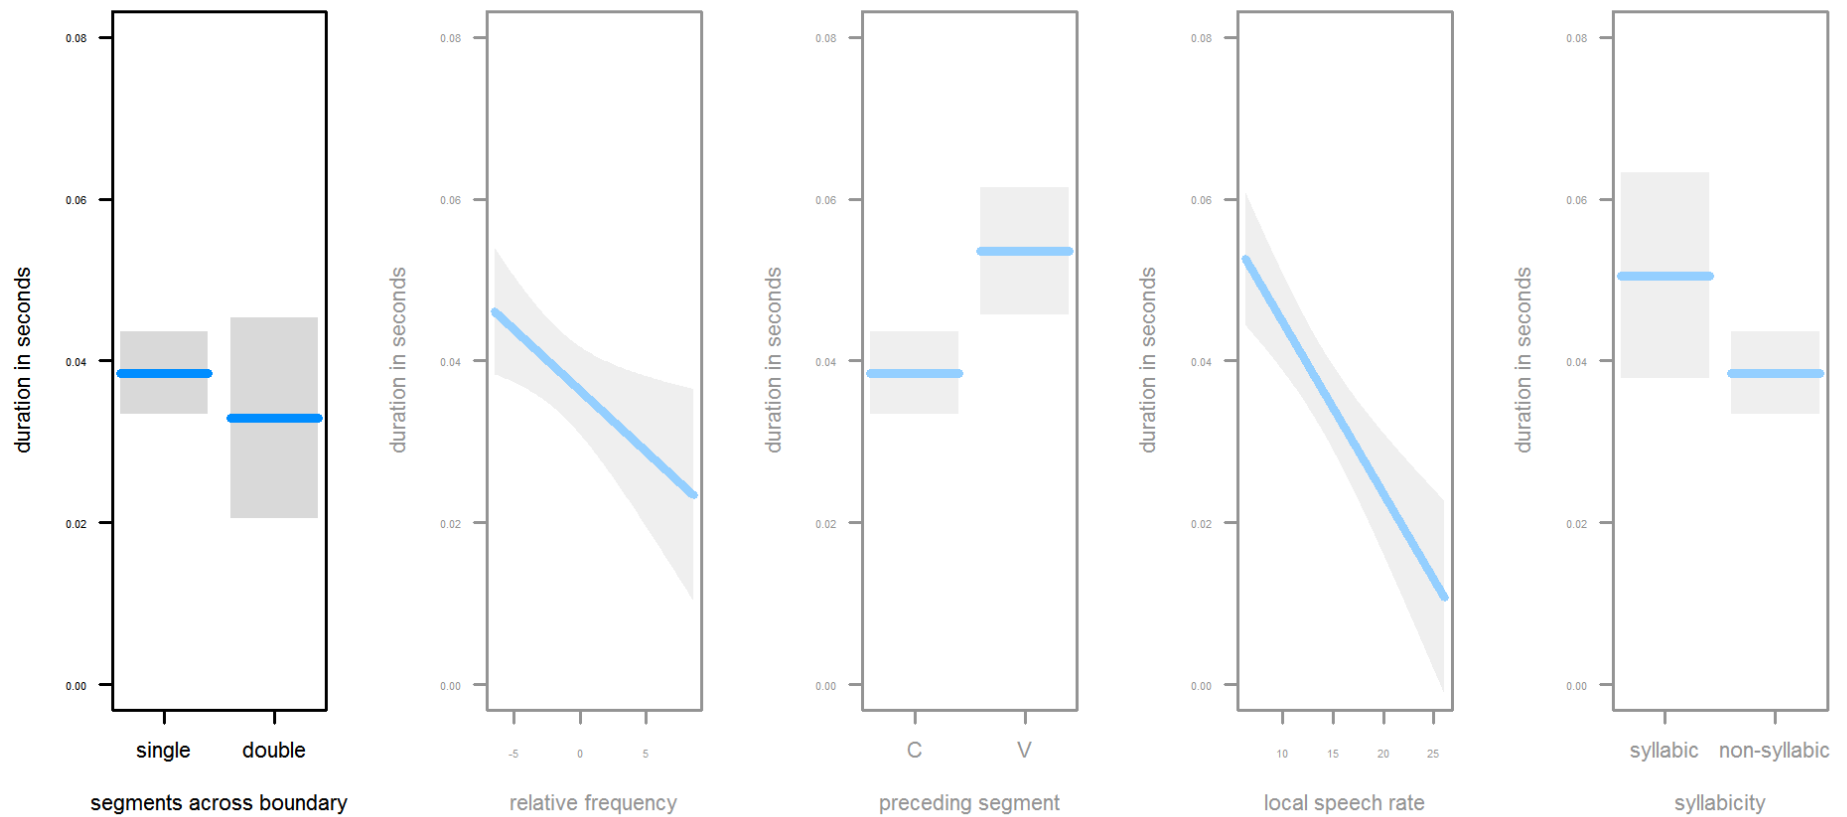 0.08
0.06
0.04
0.02
0.00
duration in seconds
single double
segments across boundary
0.08
0.06
0.04
0.02
0.00
duration in seconds
-5 0 5
relative frequency
0.08
0.06
0.04
0.02
0.00
duration in seconds
C V
preceding segment
0.08
0.06
0.04
0.02
0.00
duration in seconds
10 15 20 25
local speech rate
0.08
0.06
0.04
0.02
0.00
duration in seconds
syllabic non-syllabic
syllabicity